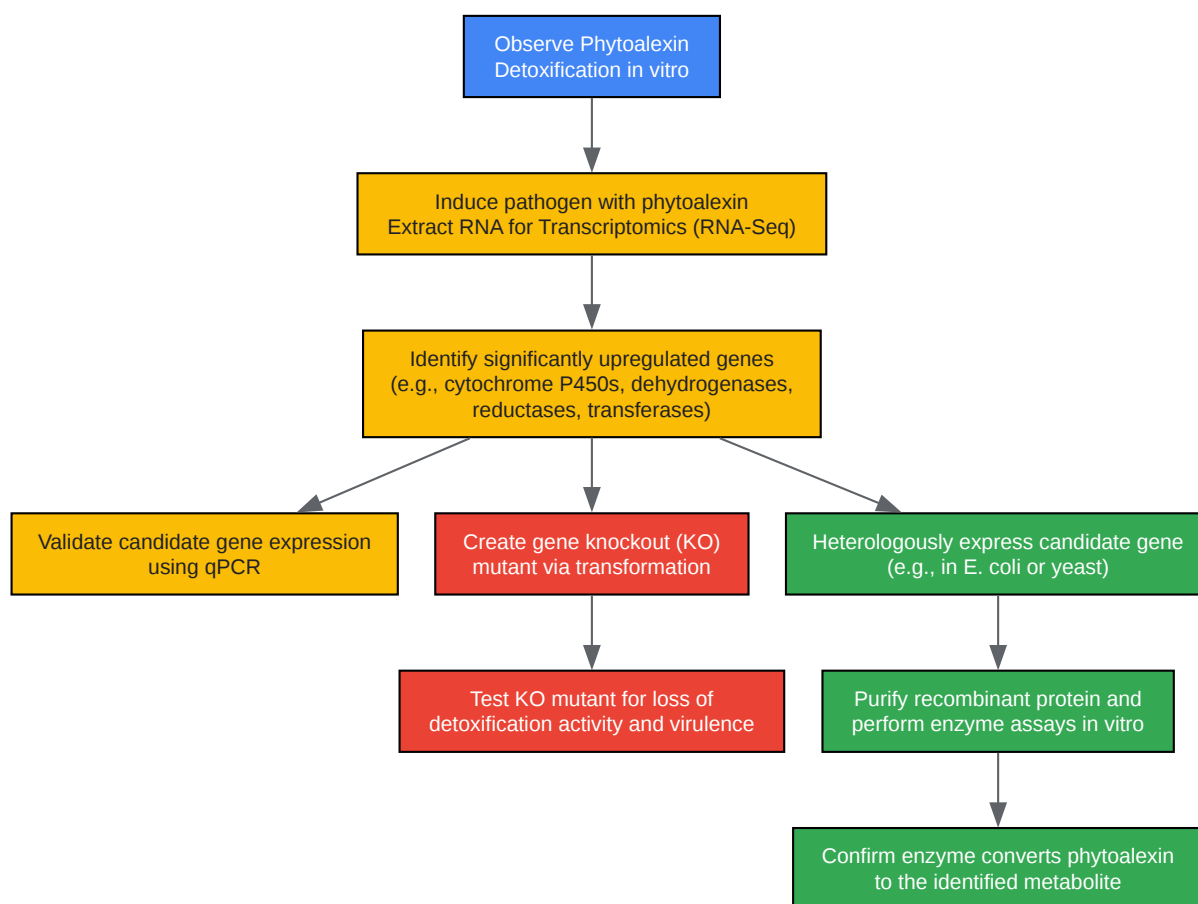 Observe Phytoalexin
Detoxification in vitro
Induce pathogen with phytoalexin
Extract RNA for Transcriptomics (RNA-Seq)
Identify significantly upregulated genes
(e.g., cytochrome P450s, dehydrogenases,
reductases, transferases)
Validate candidate gene expression
using qPCR
Create gene knockout (KO)
mutant via transformation
Heterologously express candidate gene
(e.g., in E. coli or yeast)
Test KO mutant for loss of
detoxification activity and virulence
Purify recombinant protein and
perform enzyme assays in vitro
Confirm enzyme converts phytoalexin
to the identified metabolite